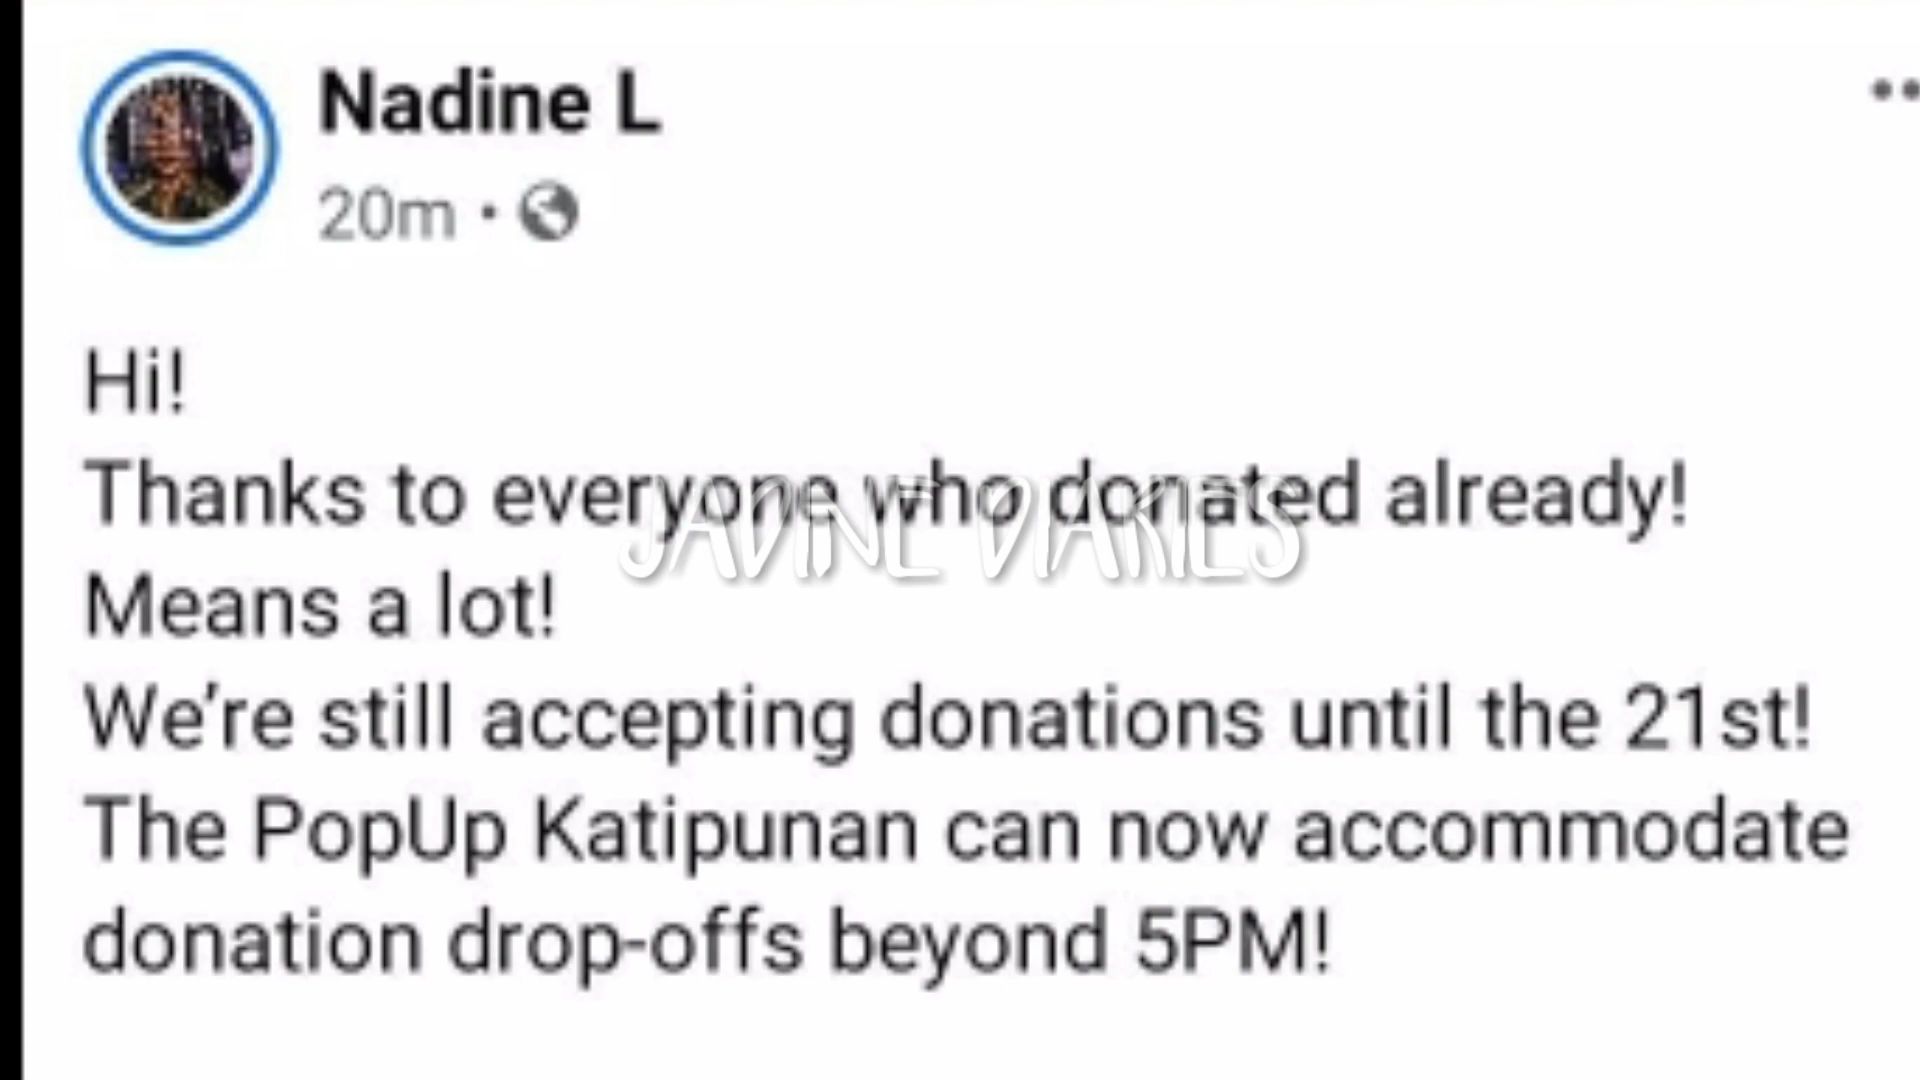 Nadine L
20m ·
Hi!
Thanks to everyone who donated already!
JADINE DIARIES
Means a lot!
We're still accepting donations until the 21st!
The PopUp Katipunan can now accommodate
donation drop-offs beyond 5PM!